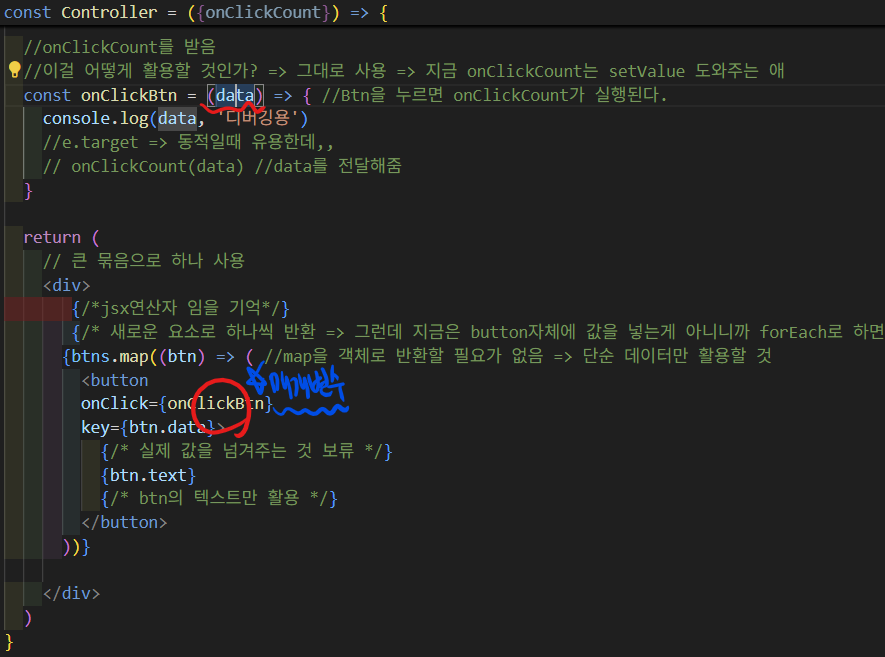 const Controller = ({onClickCount}) => {
//onClickCount를 받음
//이걸 어떻게 활용할 것인가? => 그대로 사용 => 지금 onClickCount는 setValue 도와주는 애
const onClickBtn = (data) => { //Btn을 누르면 onClickCount가 실행된다.
console.log(data, '디버깅용')
//e.target => 동적일때 유용한데,,
// onClickCount(data) //data를 전달해줌
}
return (
// 큰 묶음으로 하나 사용
<div>
{/*jsx연산자 임을 기억*/}
{/* 새로운 요소로 하나씩 반환 => 그런데 지금은 button자체에 값을 넣는게 아니니까 forEach로 하면
{btns.map((btn) => ( //map을 객체로 반환할 필요가 없음 => 단순 데이터만 활용할 것
<button
매개변수
onClick={onClickBtn}
key={btn.data}>
{/* 실제 값을 넘겨주는 것 보류 */}
{btn.text}
{/* btn의 텍스트만 활용 */}
</button>
))}
</div>
)
}